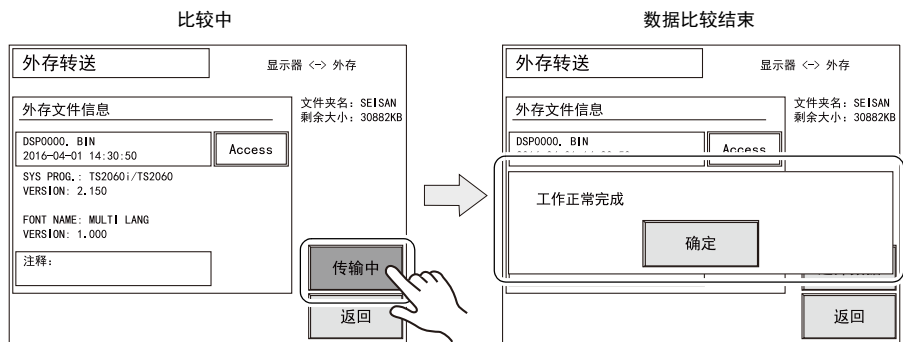 比较中
外存转送
显示器 <-> 外存
外存文件信息
文件夹名: SEISAN
剩余大小: 30882KB
DSP0000. BIN
2016-04-01 14:30:50
Access
SYS PROG.: TS2060i/TS2060
VERSION: 2.150
FONT NAME: MULTI LANG
VERSION: 1.000
注释:
传输中
返回
数据比较结束
外存转送
显示器 <-> 外存
外存文件信息
文件夹名: SEISAN
剩余大小: 30882KB
DSP0000. BIN
Access
工作正常完成
确定
返回